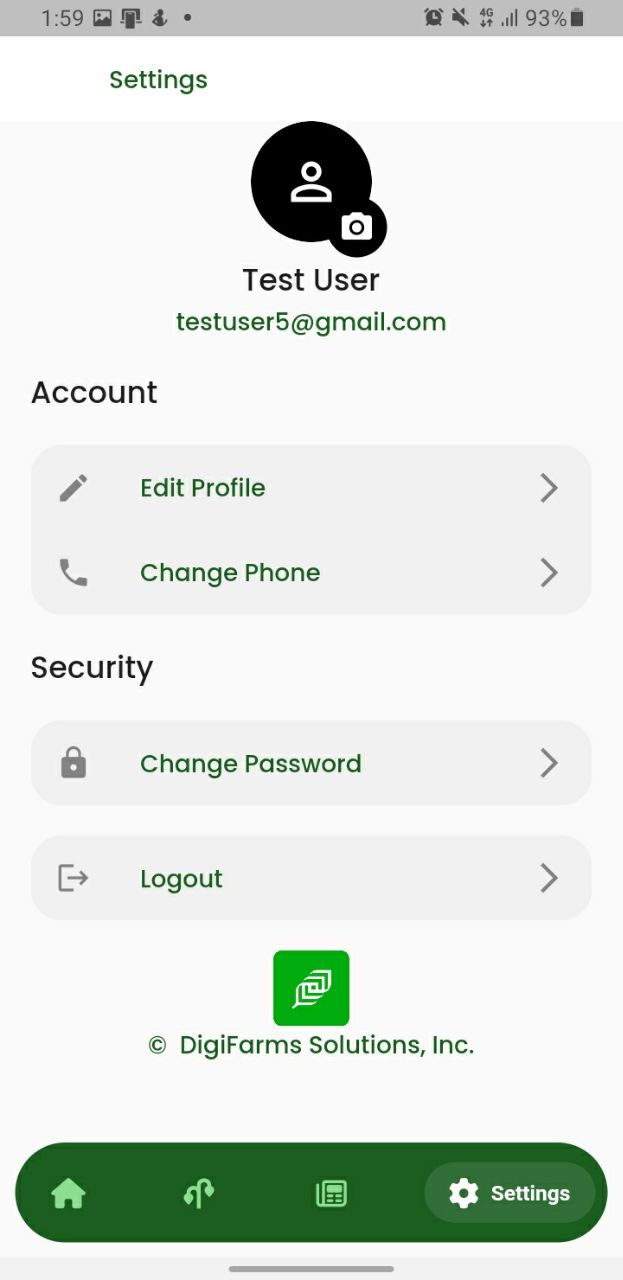 1:59
4G
93%
Settings
Test User
testuser5@gmail.com
Account
Edit Profile
Change Phone
Security
Change Password
Logout
© DigiFarms Solutions, Inc.
Settings